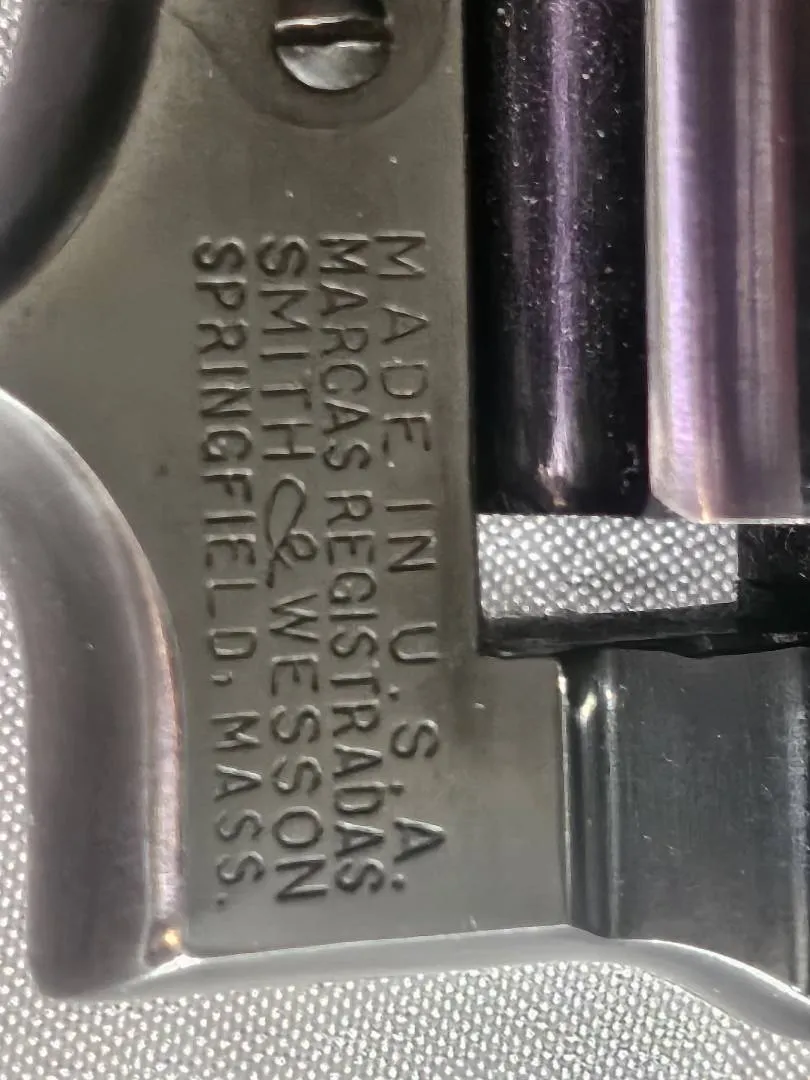 MADE IN U.S.A.
MARCAS REGISTRADAS
SMITH & WESSON
SPRINGFIELD, MASS.